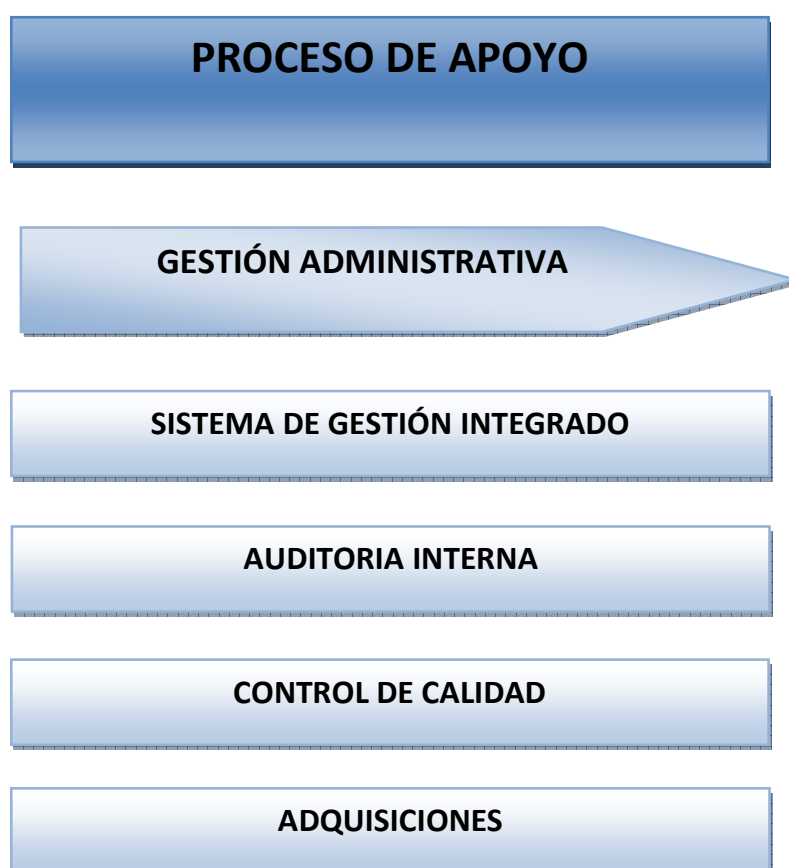 PROCESO DE APOYO
GESTIÓN ADMINISTRATIVA
SISTEMA DE GESTIÓN INTEGRADO
AUDITORIA INTERNA
CONTROL DE CALIDAD
ADQUISICIONES